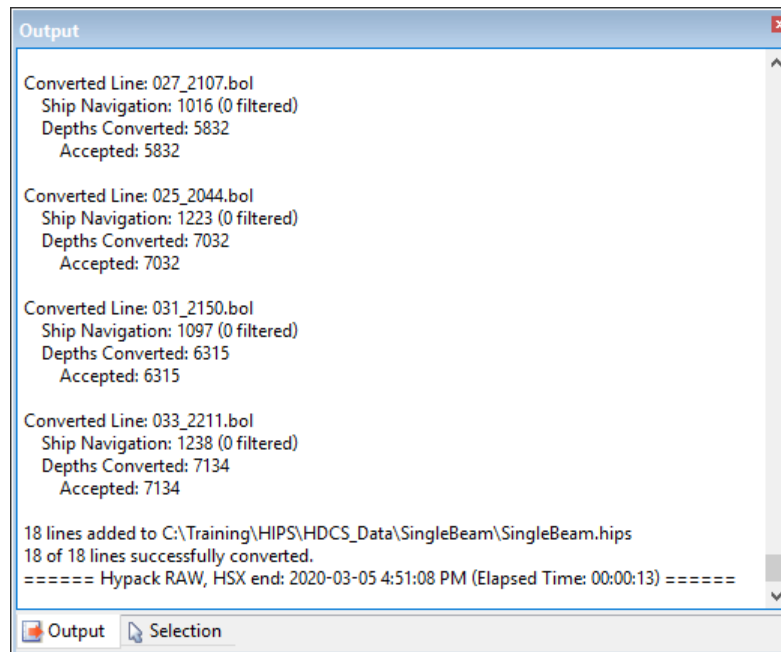 Output
Converted Line: 027_2107.bol
Ship Navigation: 1016 (0 filtered)
Depths Converted: 5832
Accepted: 5832
Converted Line: 025_2044.bol
Ship Navigation: 1223 (0 filtered)
Depths Converted: 7032
Accepted: 7032
Converted Line: 031_2150.bol
Ship Navigation: 1097 (0 filtered)
Depths Converted: 6315
Accepted: 6315
Converted Line: 033_2211.bol
Ship Navigation: 1238 (0 filtered)
Depths Converted: 7134
Accepted: 7134
18 lines added to C:\Training\HIPS\HDCS_Data\SingleBeam\SingleBeam.hips
18 of 18 lines successfully converted.
====== Hypack RAW, HSX end: 2020-03-05 4:51:08 PM (Elapsed Time: 00:00:13) ======
Output Selection